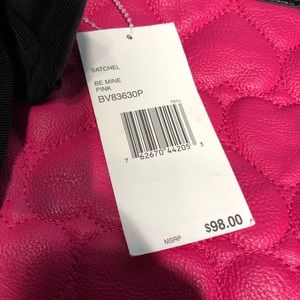 SATCHEL
BE MINE
PINK
BV83630P
7 62670 44205 3
MSRP $98.00